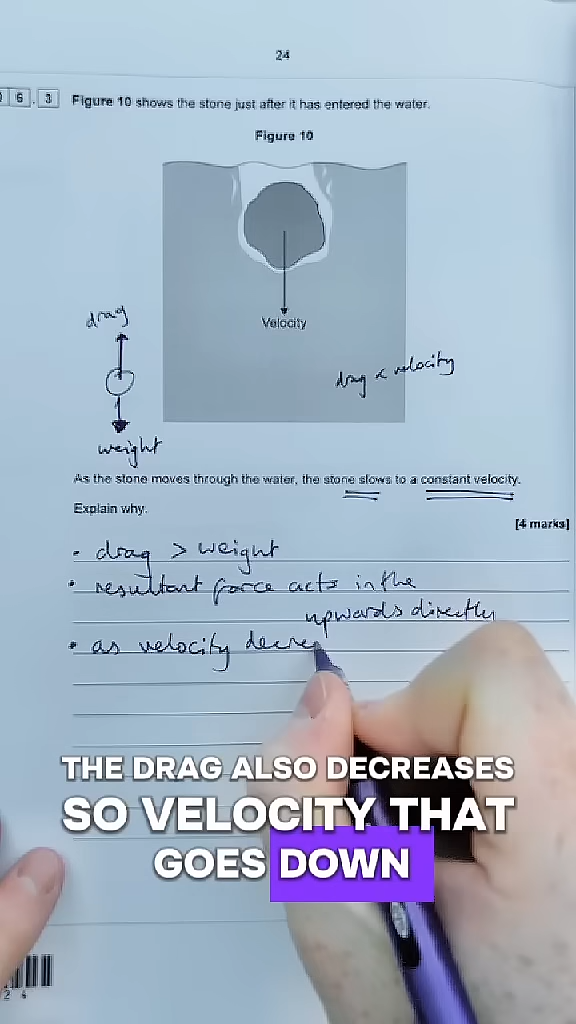 24
0 6 . 3 Figure 10 shows the stone just after it has entered the water.
Figure 10
Velocity
drag
drag ∝ velocity
weight
As the stone moves through the water, the stone slows to a constant velocity.
Explain why.
[4 marks]
• drag > weight
• resultant force acts in the
upwards directly
• as velocity decre
THE DRAG ALSO DECREASES
SO VELOCITY THAT
GOES DOWN
2 4